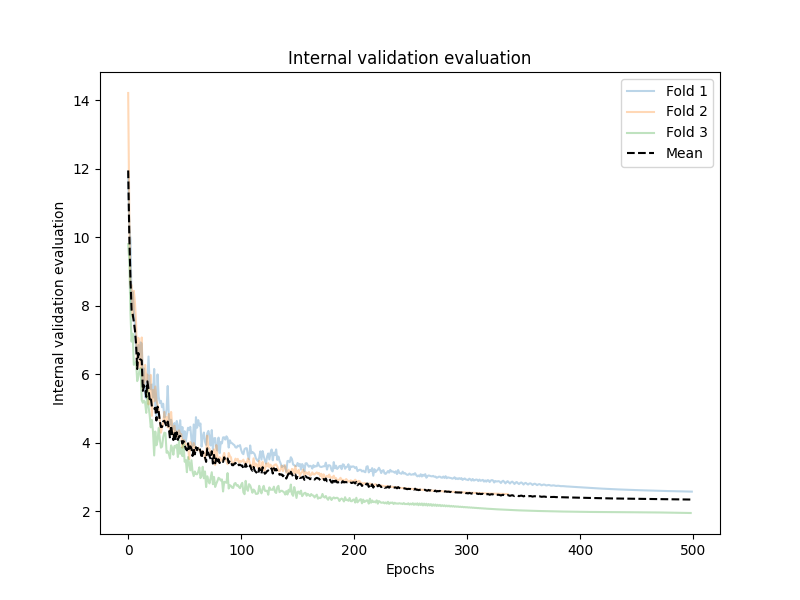 Internal validation evaluation
Fold 1
Fold 2
Fold 3
Mean
Internal validation evaluation
14
12
10
8
6
4
2
0 100 200 300 400 500
Epochs